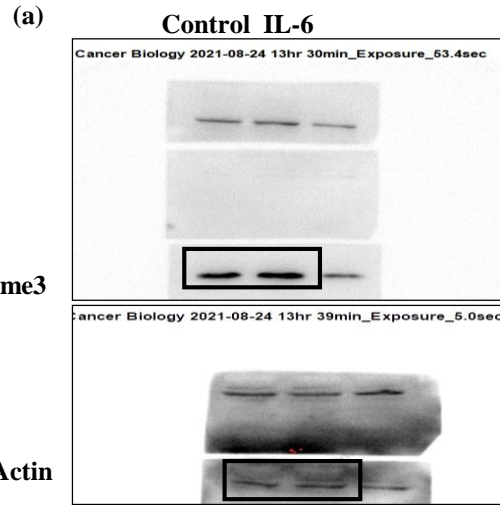 (a)
Control IL-6
Cancer Biology 2021-08-24 13hr 30min_Exposure_53.4sec
me3
ancer Biology 2021-08-24 13hr 39min_Exposure_5.0sec
Actin